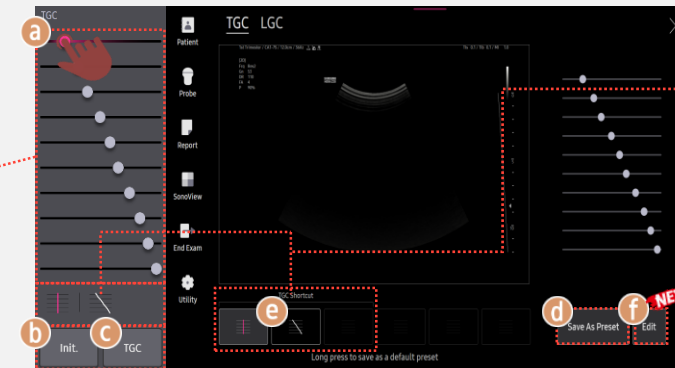 TGC
a
b
Init.
c
TGC
Patient
Probe
Report
SonoView
End Exam
Utility
TGC LGC
e
TGC Shortcut
Long press to save as a default preset
d
Save As Preset
f
Edit
NEW